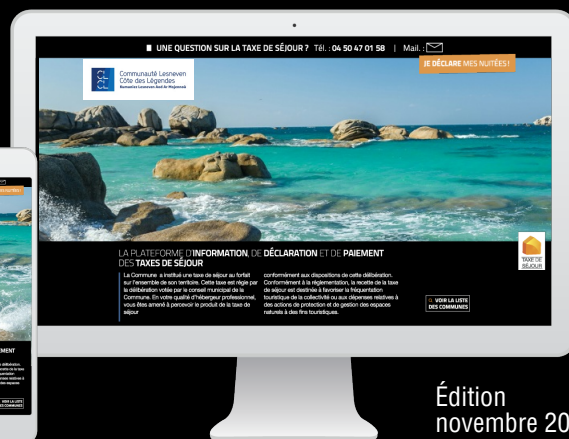 UNE QUESTION SUR LA TAXE DE SÉJOUR ? Tél. : 04 50 47 01 58 | Mail. :
JE DÉCLARE MES NUITÉES !
Communauté Lesneven
Côte des Légendes
LA PLATEFORME D'INFORMATION, DE DÉCLARATION ET DE PAIEMENT
DES TAXES DE SÉJOUR
La Commune a institué une taxe de séjour au forfait
sur l'ensemble de son territoire. Cette taxe est régie par
la délibération votée par le conseil municipal de la
Commune. En votre qualité d'hébergeur professionnel,
vous êtes amené à percevoir le produit de la taxe de
séjour
conformément aux dispositions de cette délibération.
Conformément à la réglementation, la recette de la taxe
de séjour est destinée à favoriser la fréquentation
touristique de la collectivité ou aux dépenses relatives à
des actions de protection et de gestion des espaces
naturels à des fins touristiques.
TAXE DE
SÉJOUR
VOIR LA LISTE
DES COMMUNES
Édition
novembre 20